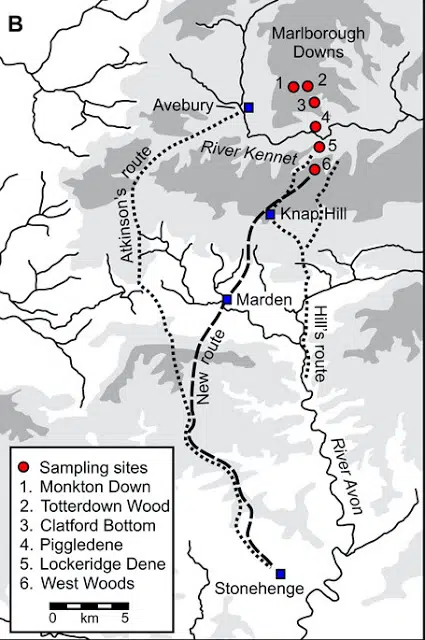 B
Marlborough
Downs
1
2
3
Avebury
4
5
River Kennet
6
Atkinson's route
Knap Hill
Marden
New route
Hill's route
River Avon
Sampling sites
1. Monkton Down
2. Totterdown Wood
3. Clatford Bottom
4. Piggledene
5. Lockeridge Dene
6. West Woods
0 km 5
Stonehenge